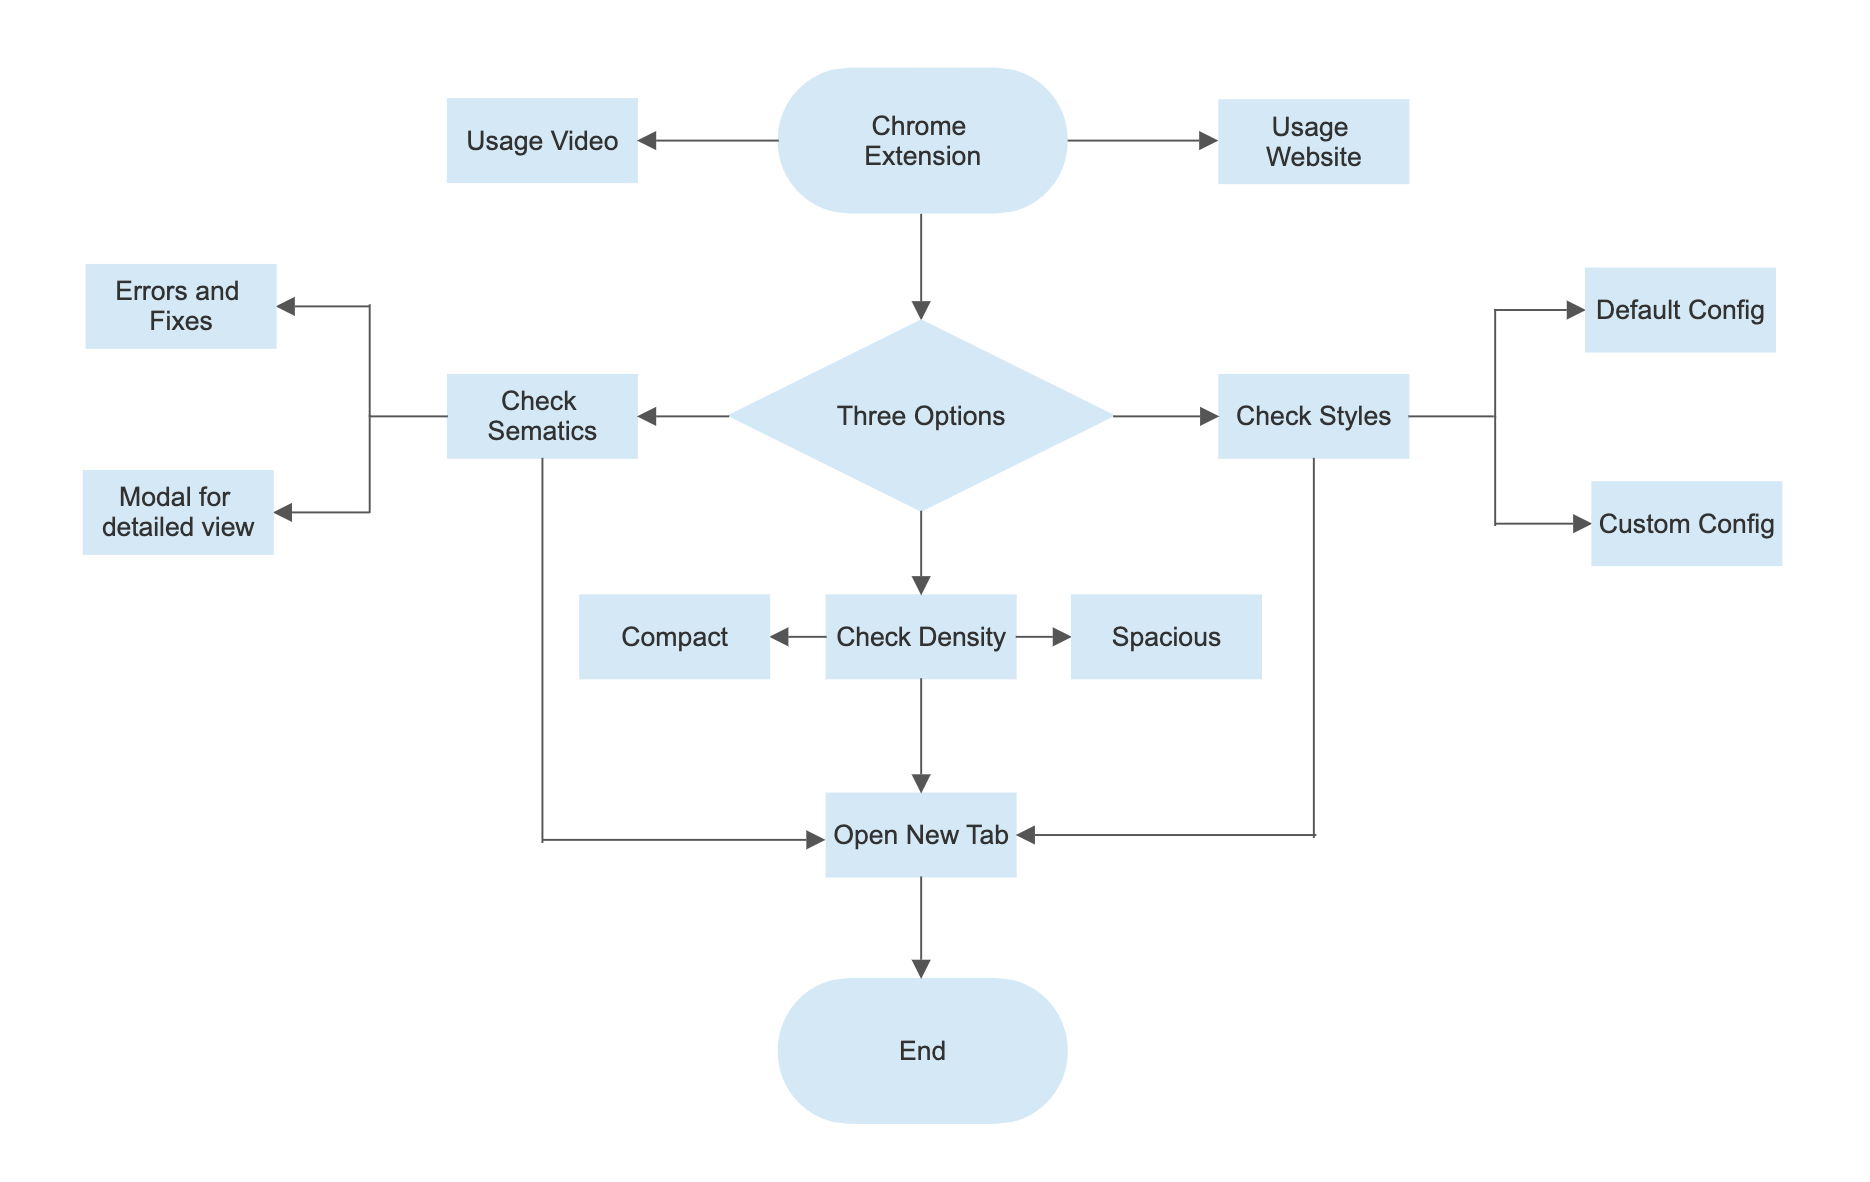 Usage Video
Chrome
Extension
Usage
Website
Errors and
Fixes
Default Config
Check
Sematics
Three Options
Check Styles
Modal for
detailed view
Custom Config
Compact
Check Density
Spacious
Open New Tab
End